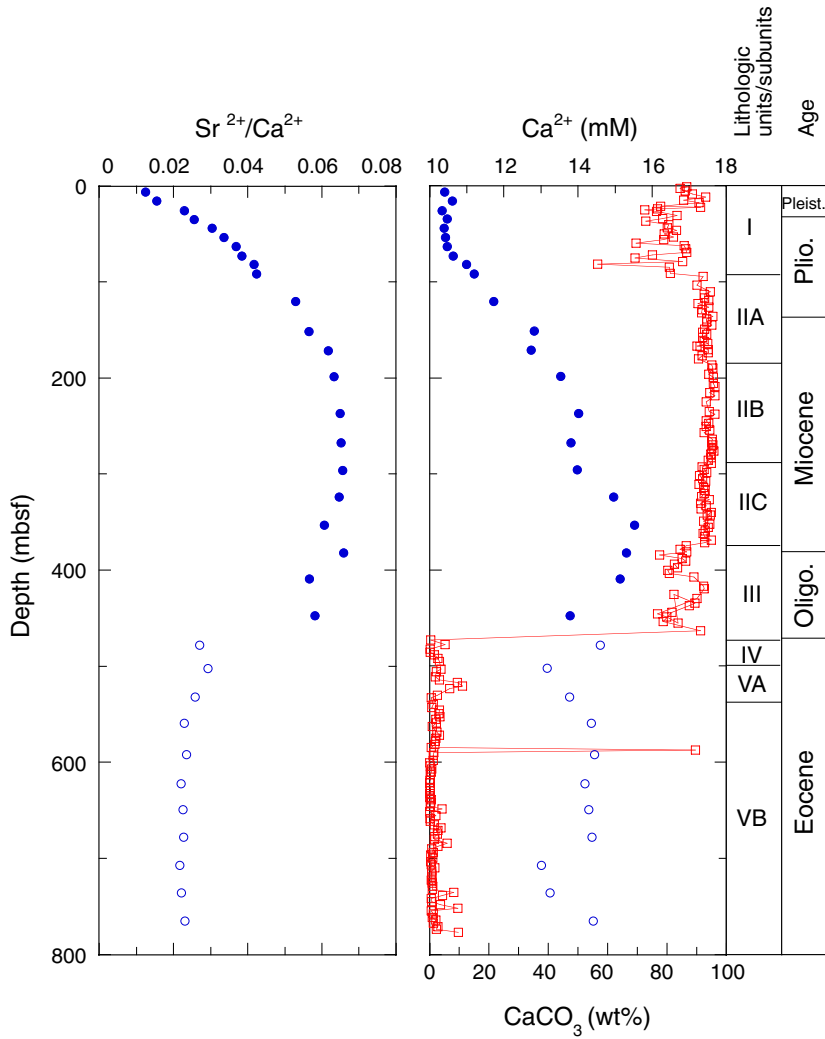 Lithologic
units/subunits
Age
Sr 2+/Ca2+
Ca2+ (mM)
0 0.02 0.04 0.06 0.08
10 12 14 16 18
0
200
400
600
800
Depth (mbsf)
I
IIA
IIB
IIC
III
IV
VA
VB
Pleist.
Plio.
Miocene
Oligo.
Eocene
0 20 40 60 80 100
CaCO3 (wt%)